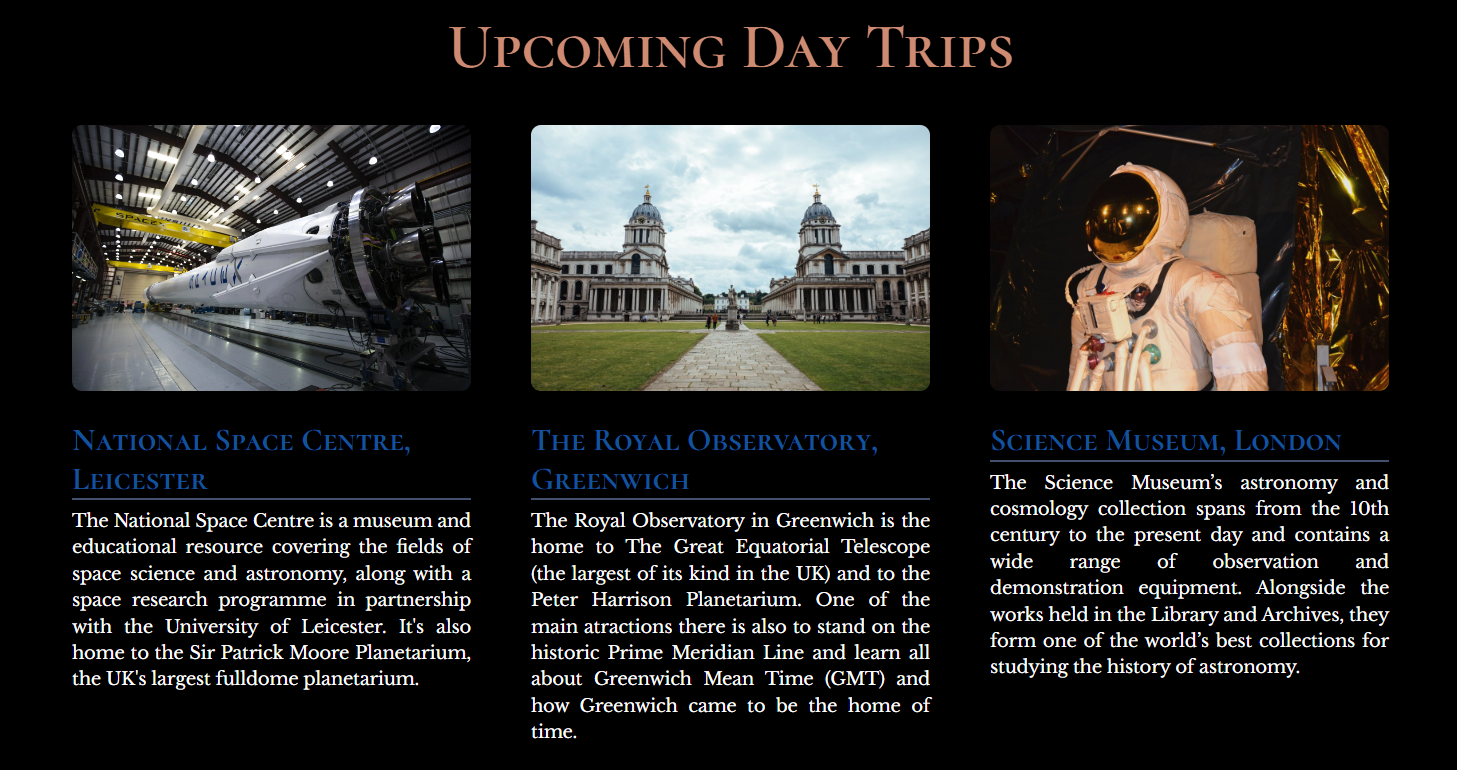 Upcoming Day Trips
SPACEX
National Space Centre,
Leicester
The National Space Centre is a museum and
educational resource covering the fields of
space science and astronomy, along with a
space research programme in partnership
with the University of Leicester. It's also
home to the Sir Patrick Moore Planetarium,
the UK's largest fulldome planetarium.
The Royal Observatory,
Greenwich
The Royal Observatory in Greenwich is the
home to The Great Equatorial Telescope
(the largest of its kind in the UK) and to the
Peter Harrison Planetarium. One of the
main atractions there is also to stand on the
historic Prime Meridian Line and learn all
about Greenwich Mean Time (GMT) and
how Greenwich came to be the home of
time.
Science Museum, London
The Science Museum’s astronomy and
cosmology collection spans from the 10th
century to the present day and contains a
wide range of observation and
demonstration equipment. Alongside the
works held in the Library and Archives, they
form one of the world’s best collections for
studying the history of astronomy.